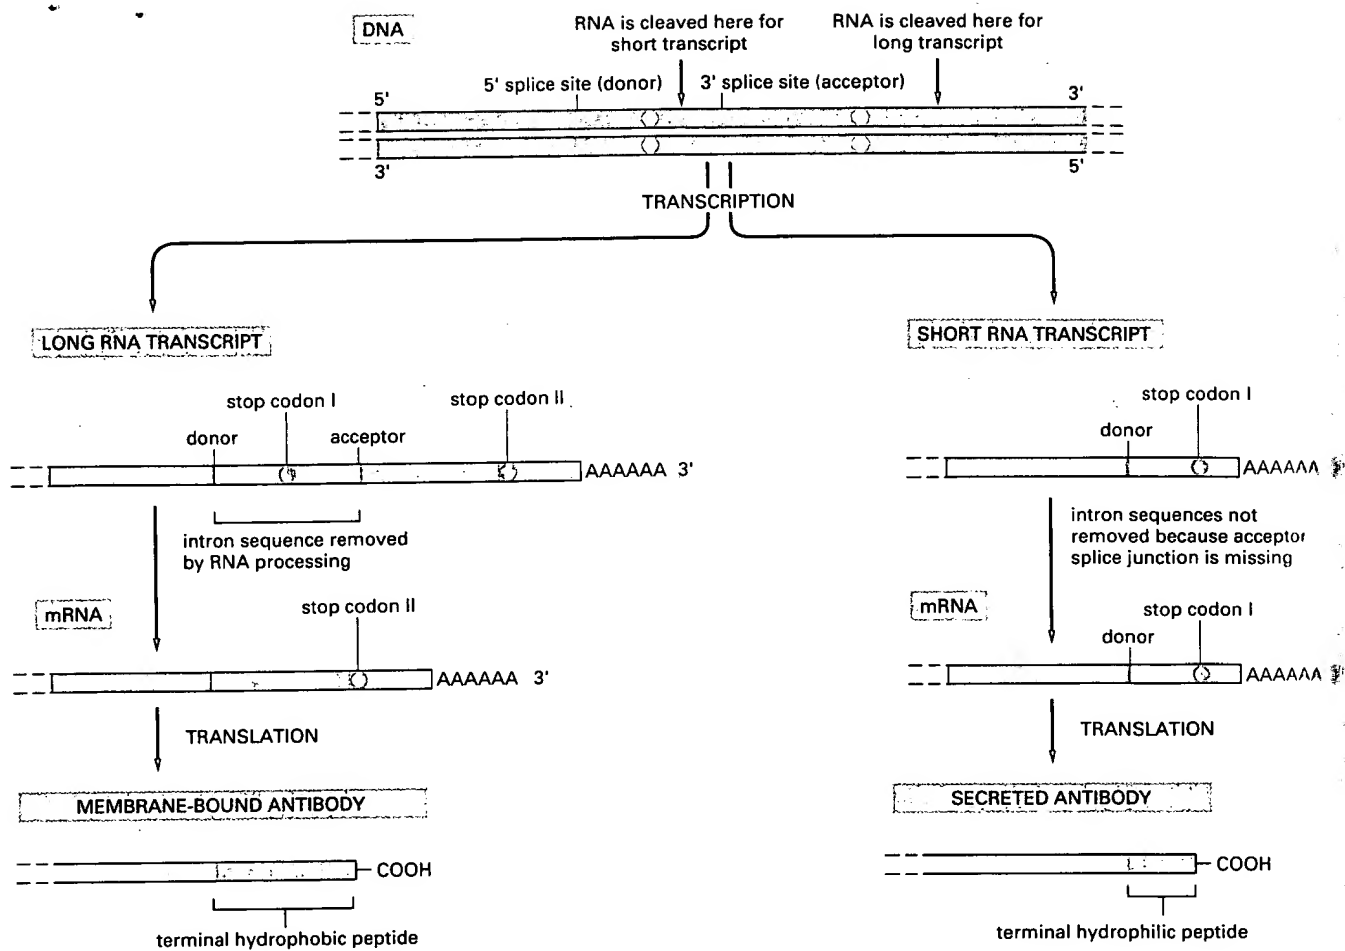 DNA
RNA is cleaved here for
short transcript
RNA is cleaved here for
long transcript
5' splice site (donor)
3' splice site (acceptor)
5'
3'
3'
5'
TRANSCRIPTION
LONG RNA TRANSCRIPT
stop codon I
stop codon II
donor
acceptor
AAAAAA 3'
intron sequence removed
by RNA processing
mRNA
stop codon II
AAAAAA 3'
TRANSLATION
MEMBRANE-BOUND ANTIBODY
COOH
terminal hydrophobic peptide
SHORT RNA TRANSCRIPT
stop codon I
donor
AAAAAA
intron sequences not
removed because acceptor
splice junction is missing
mRNA
stop codon I
donor
AAAAAA
TRANSLATION
SECRETED ANTIBODY
COOH
terminal hydrophilic peptide